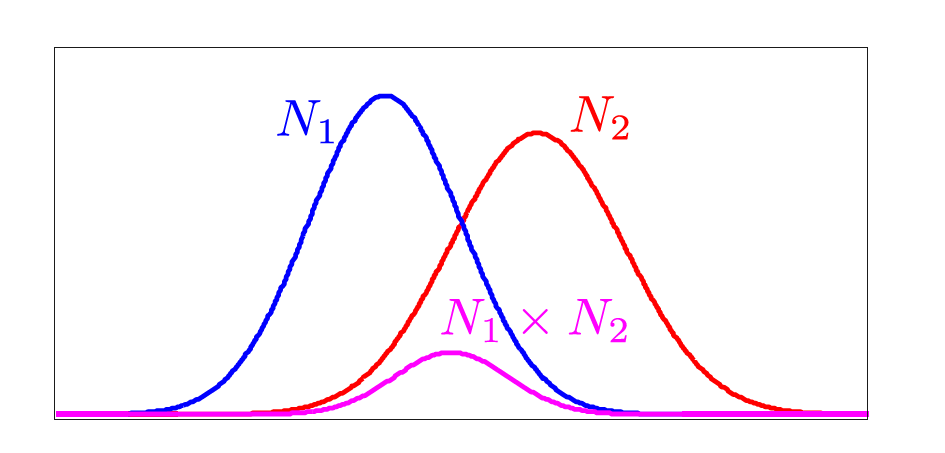 N₁
N₂
N₁ × N₂